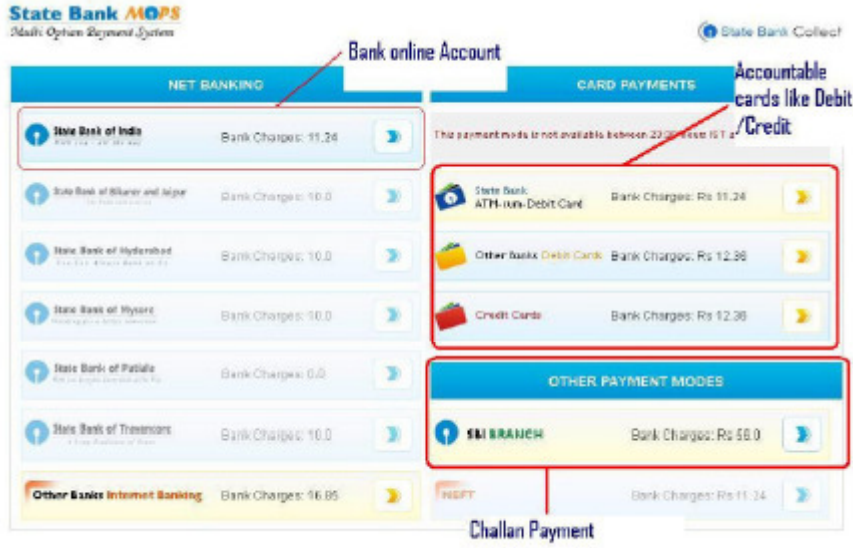 State Bank MOPS
Multi Option Payment System
State Bank Collect
Bank online Account
NET BANKING
State Bank of India
Bank Charges: 11.24
State Bank of Bikaner and Jaipur
Bank Charges: 10.0
State Bank of Hyderabad
Bank Charges: 10.0
State Bank of Mysore
Bank Charges: 10.0
State Bank of Patiala
Bank Charges: 0.0
State Bank of Travancore
Bank Charges: 10.0
Other Banks Internet Banking
Bank Charges: 16.85
CARD PAYMENTS
Accountable
cards like Debit
/Credit
This payment mode is not available between IST
State Bank
ATM-cum-Debit Card
Bank Charges: Rs 11.24
Other Banks Debit Cards
Bank Charges: Rs 12.36
Credit Cards
Bank Charges: Rs 12.36
OTHER PAYMENT MODES
SBI BRANCH
Bank Charges: Rs 56.0
NEFT
Bank Charges: Rs 11.24
Challan Payment